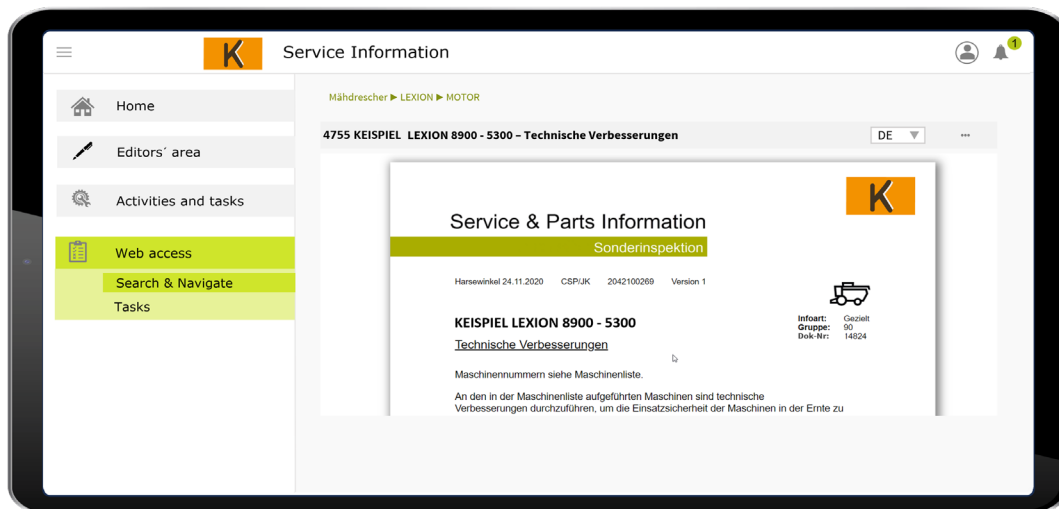 K Service Information
1
Home
Editors´ area
Activities and tasks
Web access
Search & Navigate
Tasks
Mähdrescher ▶ LEXION ▶ MOTOR
4755 KEISPIEL LEXION 8900 - 5300 – Technische Verbesserungen
DE
K
Service & Parts Information
Sonderinspektion
Harsewinkel 24.11.2020 CSP/JK 2042100269 Version 1
Infoart: Gezielt
Gruppe: 90
Dok-Nr: 14824
KEISPIEL LEXION 8900 - 5300
Technische Verbesserungen
Maschinennummern siehe Maschinenliste.
An den in der Maschinenliste aufgeführten Maschinen sind technische
Verbesserungen durchzuführen, um die Einsatzsicherheit der Maschinen in der Ernte zu